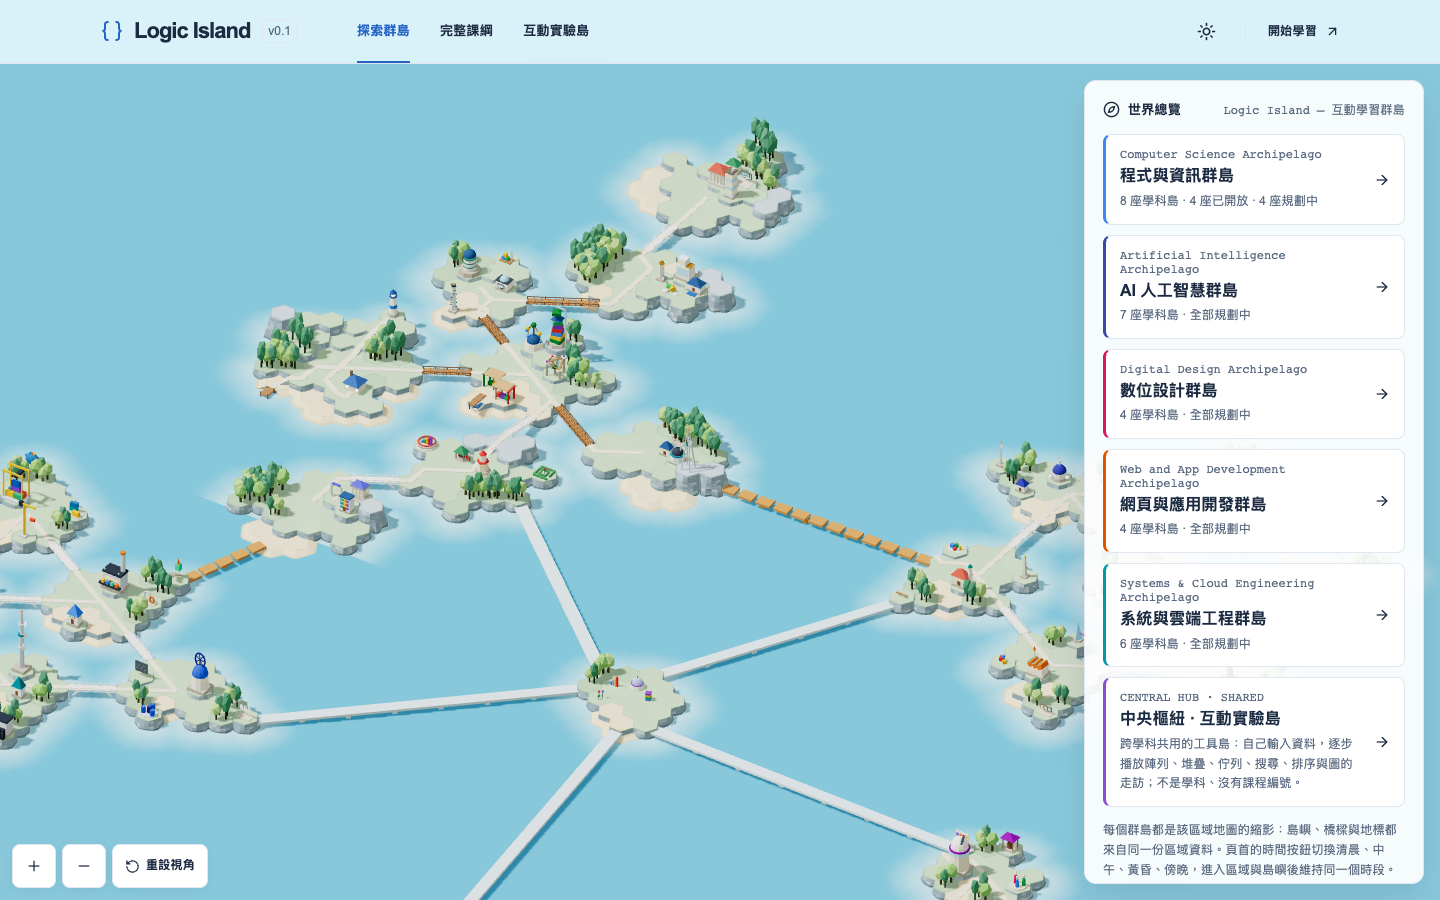 { } Logic Island v0.1 探索群島 完整課綱 互動實驗島 開始學習
世界總覽 Logic Island — 互動學習群島
Computer Science Archipelago
程式與資訊群島
8 座學科島 · 4 座已開放 · 4 座規劃中
Artificial Intelligence
Archipelago
AI 人工智慧群島
7 座學科島 · 全部規劃中
Digital Design Archipelago
數位設計群島
4 座學科島 · 全部規劃中
Web and App Development
Archipelago
網頁與應用開發群島
4 座學科島 · 全部規劃中
Systems & Cloud Engineering
Archipelago
系統與雲端工程群島
6 座學科島 · 全部規劃中
CENTRAL HUB · SHARED
中央樞紐 · 互動實驗島
跨學科共用的工具島：自己輸入資料，逐步
播放陣列、堆疊、佇列、搜尋、排序與圖的
走訪；不是學科、沒有課程編號。
每個群島都是該區域地圖的縮影：島嶼、橋樑與地標都
來自同一份區域資料。頁首的時間按鈕切換清晨、中
午、黃昏、傍晚，進入區域與島嶼後維持同一個時段。
重設視角